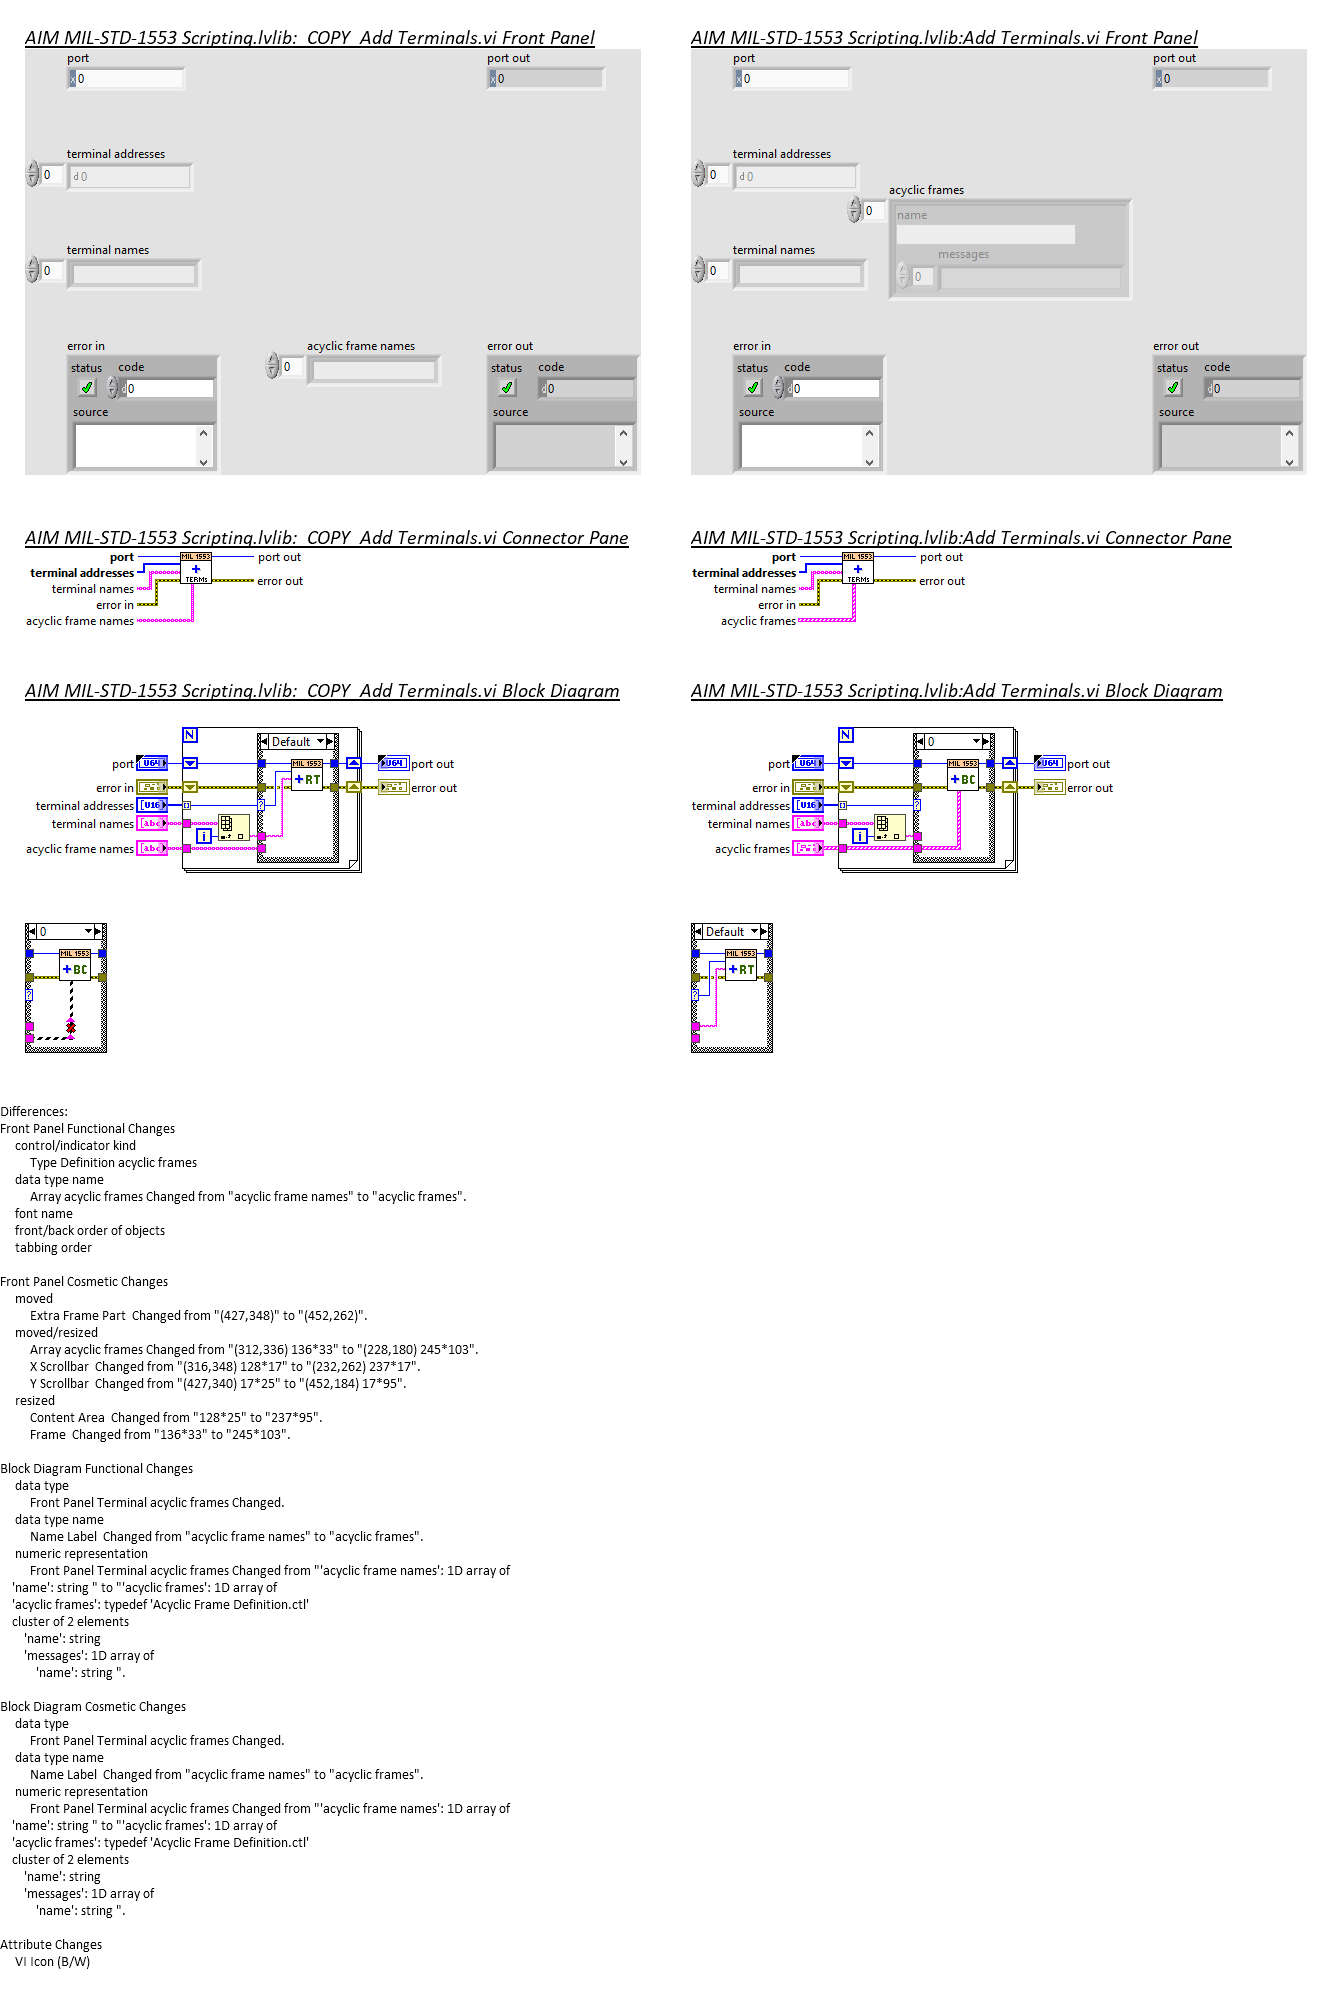 AIM MIL-STD-1553 Scripting.lvlib:  COPY  Add Terminals.vi Front Panel
port
x 0
port out
x 0
terminal addresses
0
d 0
terminal names
0
error in
status
code
d 0
source
acyclic frame names
0
error out
status
code
d 0
source
AIM MIL-STD-1553 Scripting.lvlib:Add Terminals.vi Front Panel
port
x 0
port out
x 0
terminal addresses
0
d 0
acyclic frames
0
name
messages
0
terminal names
0
error in
status
code
d 0
source
error out
status
code
d 0
source
AIM MIL-STD-1553 Scripting.lvlib:  COPY  Add Terminals.vi Connector Pane
port
terminal addresses
terminal names
error in
acyclic frame names
MIL 1553
+
TERMs
port out
error out
AIM MIL-STD-1553 Scripting.lvlib:Add Terminals.vi Connector Pane
port
terminal addresses
terminal names
error in
acyclic frames
MIL 1553
+
TERMs
port out
error out
AIM MIL-STD-1553 Scripting.lvlib:  COPY  Add Terminals.vi Block Diagram
N
Default
port
U64
MIL 1553
+RT
U64
port out
error in
error out
terminal addresses
[U16]
?
terminal names
[abc]
i
acyclic frame names
[abc]
0
MIL 1553
+BC
?
AIM MIL-STD-1553 Scripting.lvlib:Add Terminals.vi Block Diagram
N
0
port
U64
MIL 1553
+BC
U64
port out
error in
error out
terminal addresses
[U16]
?
terminal names
[abc]
i
acyclic frames
Default
MIL 1553
+RT
?
Differences:
Front Panel Functional Changes
control/indicator kind
Type Definition acyclic frames
data type name
Array acyclic frames Changed from "acyclic frame names" to "acyclic frames".
font name
front/back order of objects
tabbing order
Front Panel Cosmetic Changes
moved
Extra Frame Part  Changed from "(427,348)" to "(452,262)".
moved/resized
Array acyclic frames Changed from "(312,336) 136*33" to "(228,180) 245*103".
X Scrollbar  Changed from "(316,348) 128*17" to "(232,262) 237*17".
Y Scrollbar  Changed from "(427,340) 17*25" to "(452,184) 17*95".
resized
Content Area  Changed from "128*25" to "237*95".
Frame  Changed from "136*33" to "245*103".
Block Diagram Functional Changes
data type
Front Panel Terminal acyclic frames Changed.
data type name
Name Label  Changed from "acyclic frame names" to "acyclic frames".
numeric representation
Front Panel Terminal acyclic frames Changed from "'acyclic frame names': 1D array of
'name': string " to "'acyclic frames': 1D array of
'acyclic frames': typedef 'Acyclic Frame Definition.ctl'
cluster of 2 elements
'name': string
'messages': 1D array of
'name': string ".
Block Diagram Cosmetic Changes
data type
Front Panel Terminal acyclic frames Changed.
data type name
Name Label  Changed from "acyclic frame names" to "acyclic frames".
numeric representation
Front Panel Terminal acyclic frames Changed from "'acyclic frame names': 1D array of
'name': string " to "'acyclic frames': 1D array of
'acyclic frames': typedef 'Acyclic Frame Definition.ctl'
cluster of 2 elements
'name': string
'messages': 1D array of
'name': string ".
Attribute Changes
VI Icon (B/W)